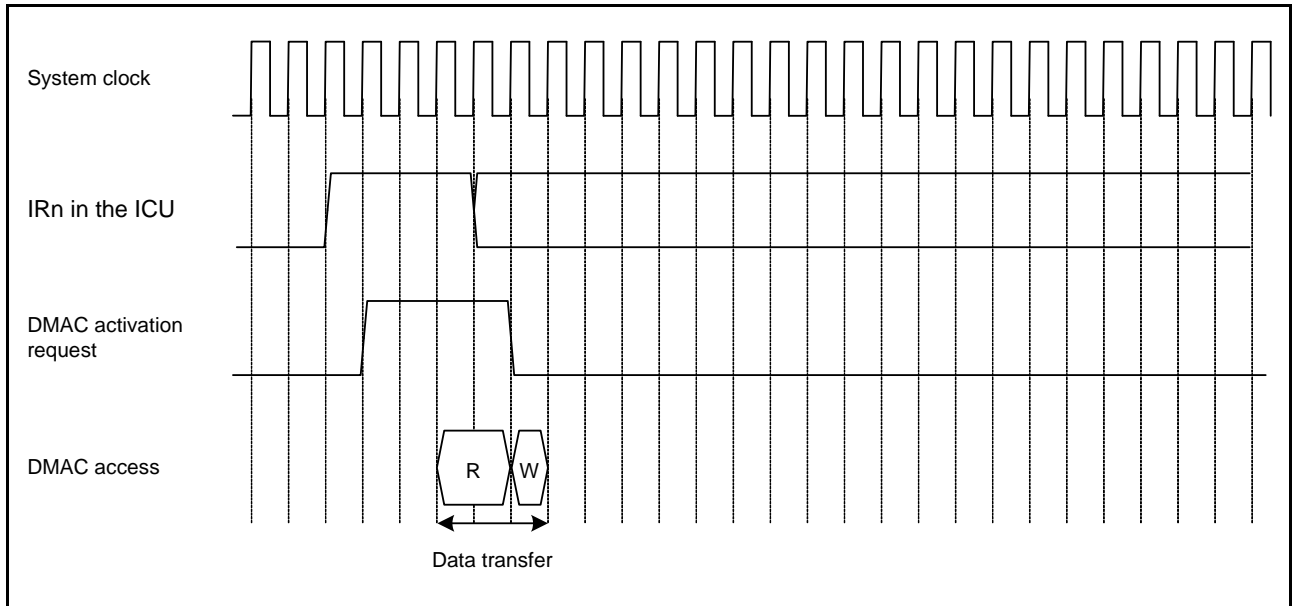 System clock
IRn in the ICU
DMAC activation
request
DMAC access
R
W
Data transfer